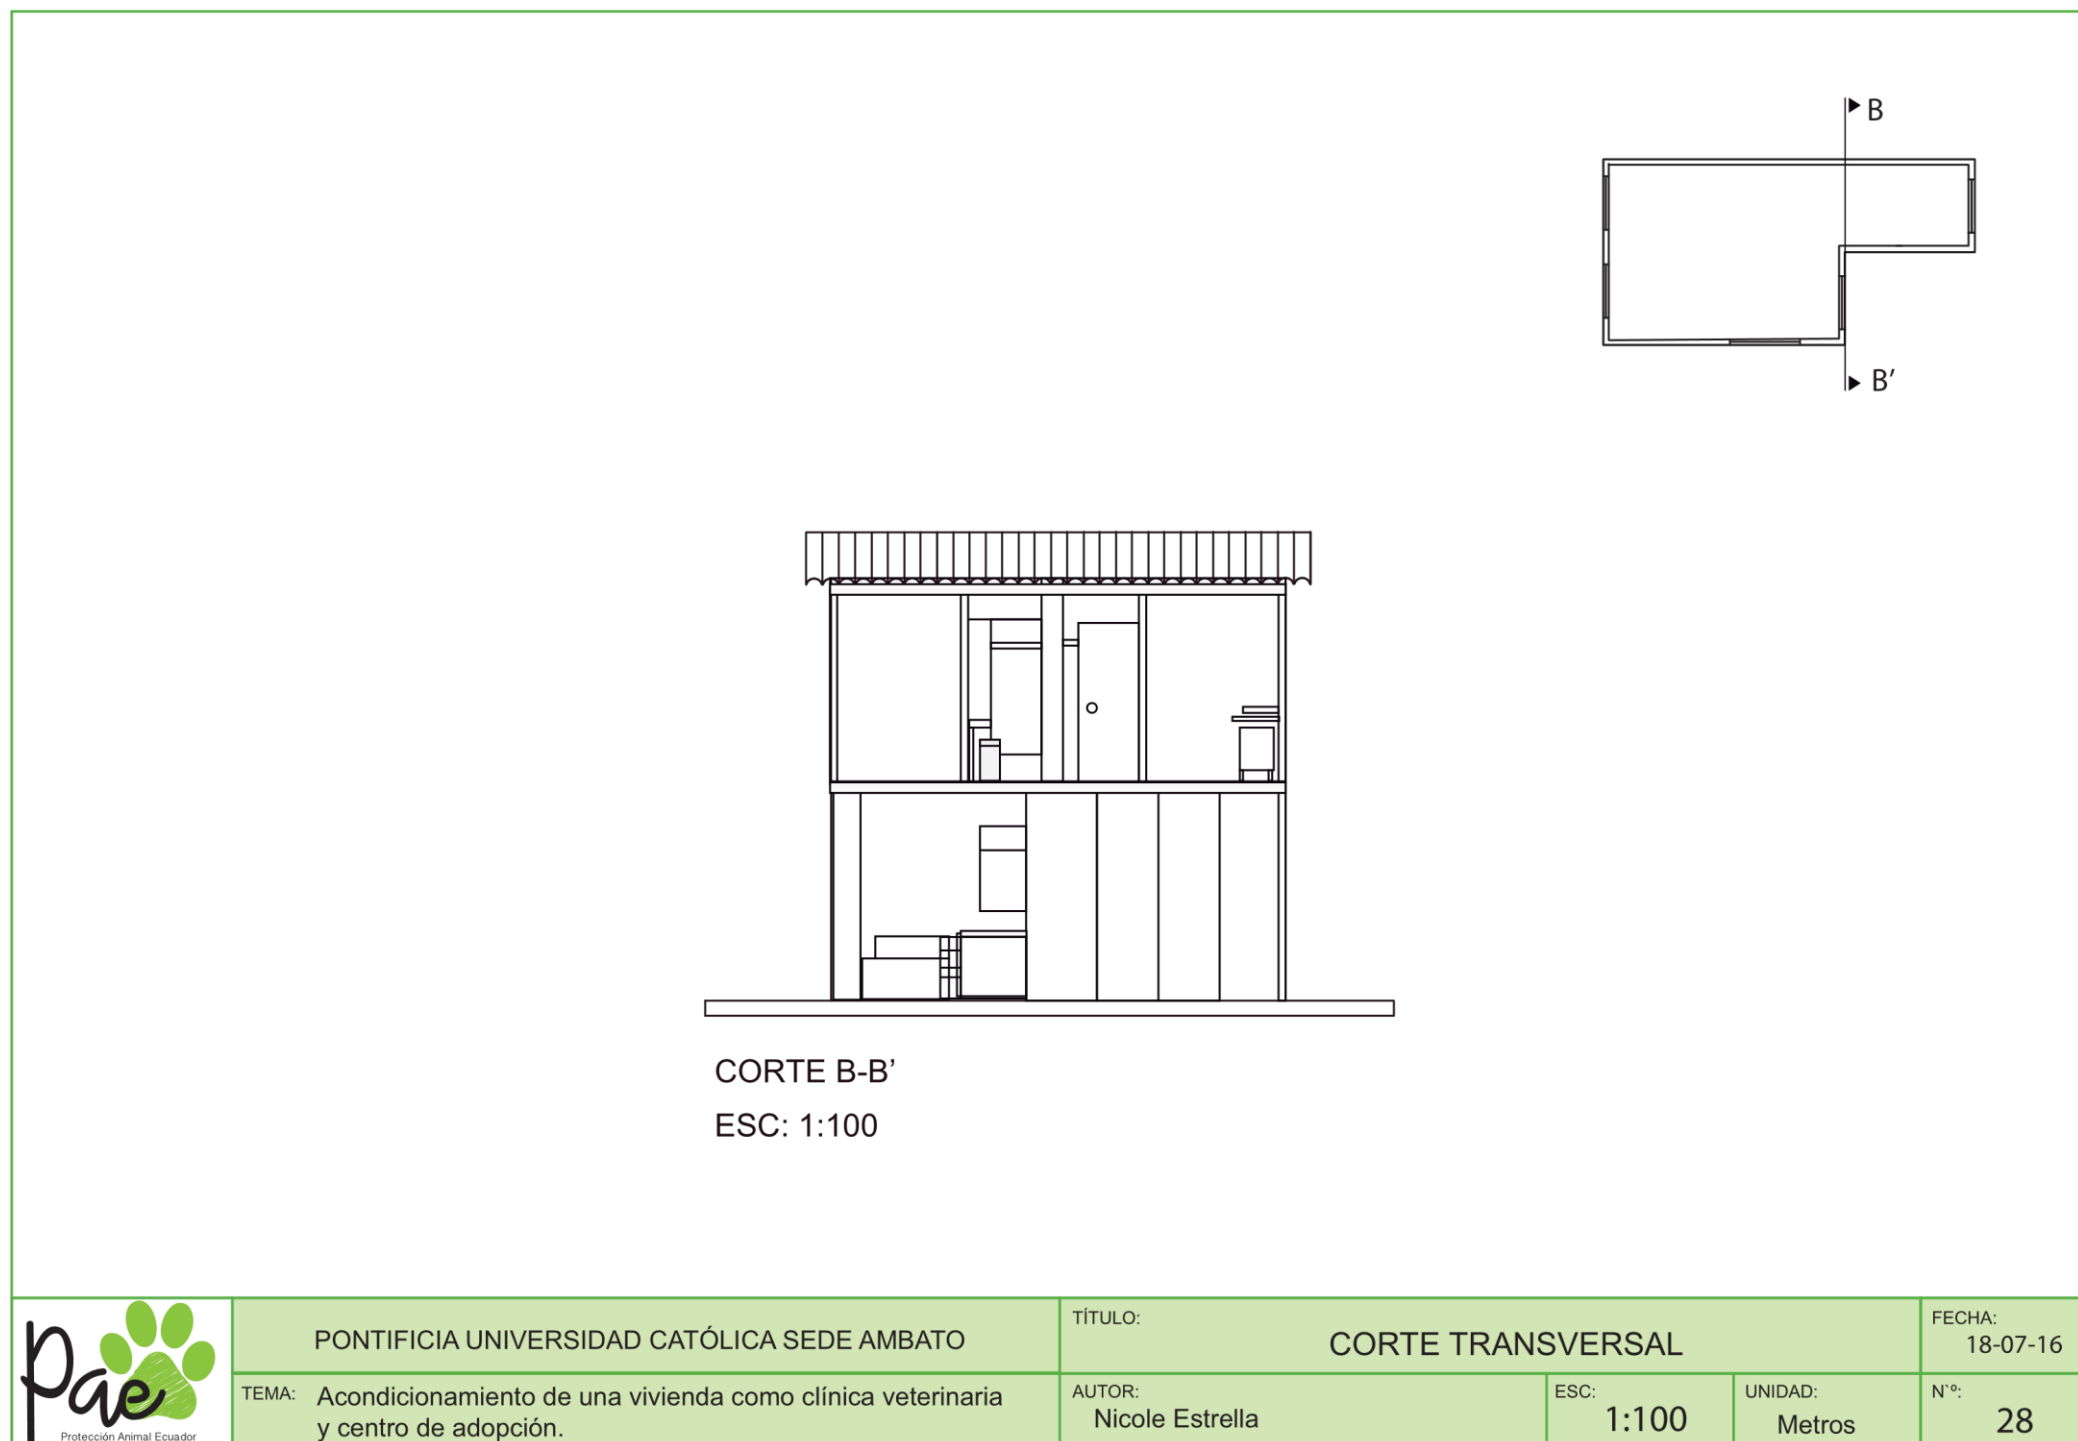 B
B’
CORTE B-B’
ESC: 1:100
pae
Protección Animal Ecuador
PONTIFICIA UNIVERSIDAD CATÓLICA SEDE AMBATO
TEMA: Acondicionamiento de una vivienda como clínica veterinaria
y centro de adopción.
TÍTULO:
CORTE TRANSVERSAL
FECHA:
18-07-16
AUTOR:
Nicole Estrella
ESC:
1:100
UNIDAD:
Metros
N`º:
28